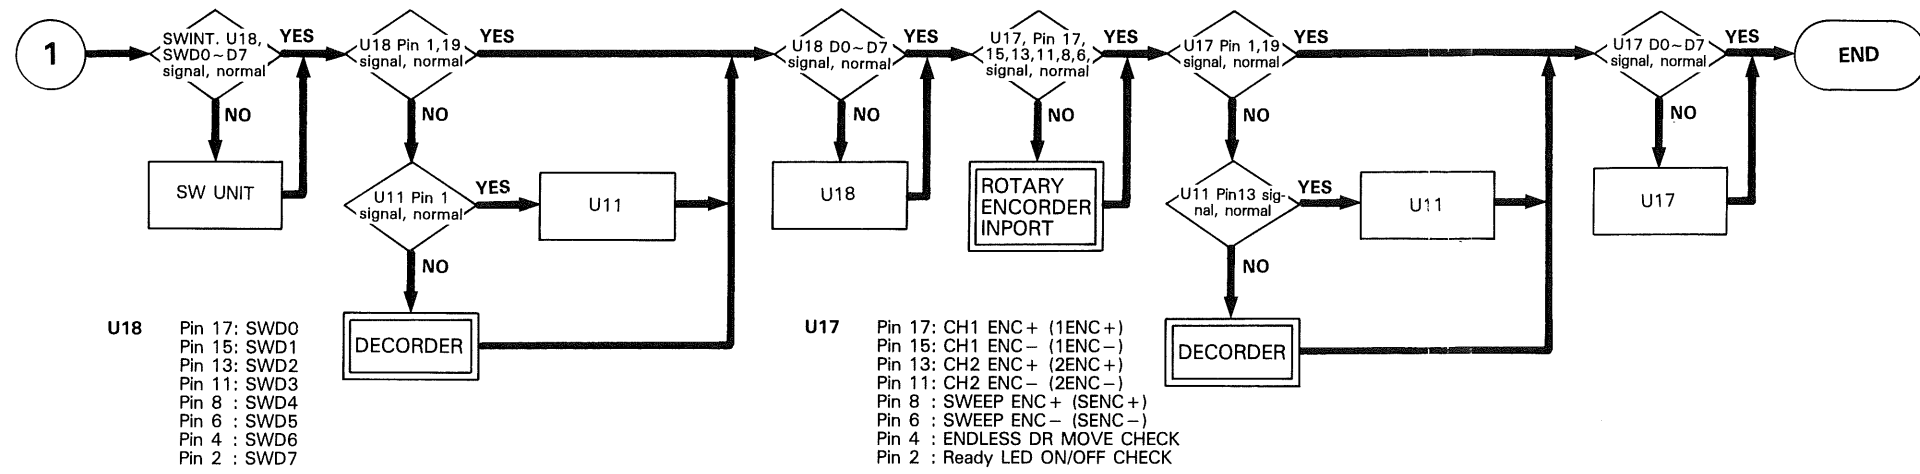 1
SWINT. U18,
SWD0~D7
signal, normal
YES
NO
SW UNIT
U18 Pin 1,19
signal, normal
YES
NO
U11 Pin 1
signal, normal
YES
U11
NO
DECORDER
U18 D0~D7
signal, normal
YES
NO
U18
U17, Pin 17,
15,13,11,8,6,
signal, normal
YES
NO
ROTARY
ENCORDER
INPORT
U17 Pin 1,19
signal, normal
YES
NO
U11 Pin13 sig-
nal, normal
YES
U11
NO
DECORDER
U17 D0~D7
signal, normal
YES
NO
U17
END
U18 Pin 17: SWD0
Pin 15: SWD1
Pin 13: SWD2
Pin 11: SWD3
Pin 8 : SWD4
Pin 6 : SWD5
Pin 4 : SWD6
Pin 2 : SWD7
U17 Pin 17: CH1 ENC+ (1ENC+)
Pin 15: CH1 ENC− (1ENC−)
Pin 13: CH2 ENC+ (2ENC+)
Pin 11: CH2 ENC− (2ENC−)
Pin 8 : SWEEP ENC+ (SENC+)
Pin 6 : SWEEP ENC− (SENC−)
Pin 4 : ENDLESS DR MOVE CHECK
Pin 2 : Ready LED ON/OFF CHECK